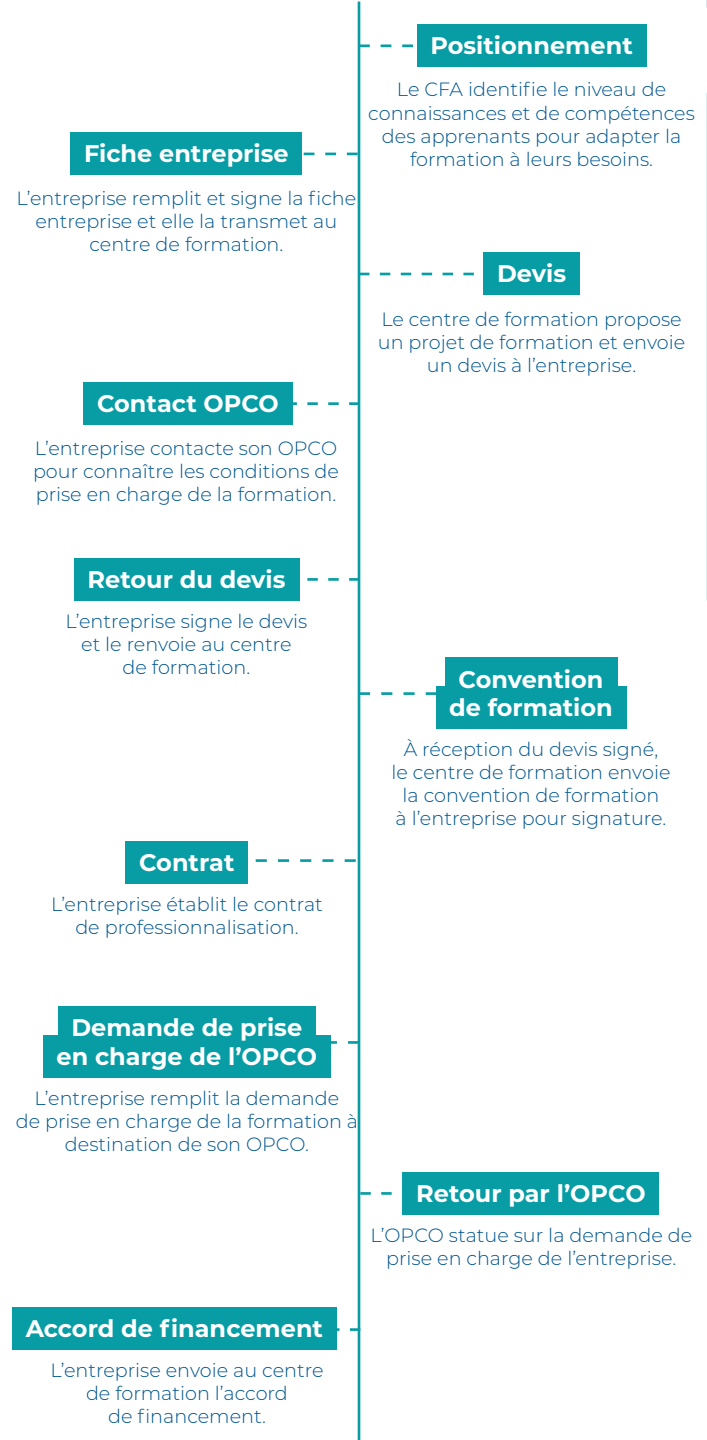 Positionnement
Le CFA identifie le niveau de
connaissances et de compétences
des apprenants pour adapter la
formation à leurs besoins.
Fiche entreprise
L'entreprise remplit et signe la fiche
entreprise et elle la transmet au
centre de formation.
Devis
Le centre de formation propose
un projet de formation et envoie
un devis à l'entreprise.
Contact OPCO
L'entreprise contacte son OPCO
pour connaître les conditions de
prise en charge de la formation.
Retour du devis
L'entreprise signe le devis
et le renvoie au centre
de formation.
Convention
de formation
À réception du devis signé,
le centre de formation envoie
la convention de formation
à l'entreprise pour signature.
Contrat
L'entreprise établit le contrat
de professionnalisation.
Demande de prise
en charge de l'OPCO
L'entreprise remplit la demande
de prise en charge de la formation à
destination de son OPCO.
Retour par l'OPCO
L'OPCO statue sur la demande de
prise en charge de l'entreprise.
Accord de financement
L'entreprise envoie au centre
de formation l'accord
de financement.